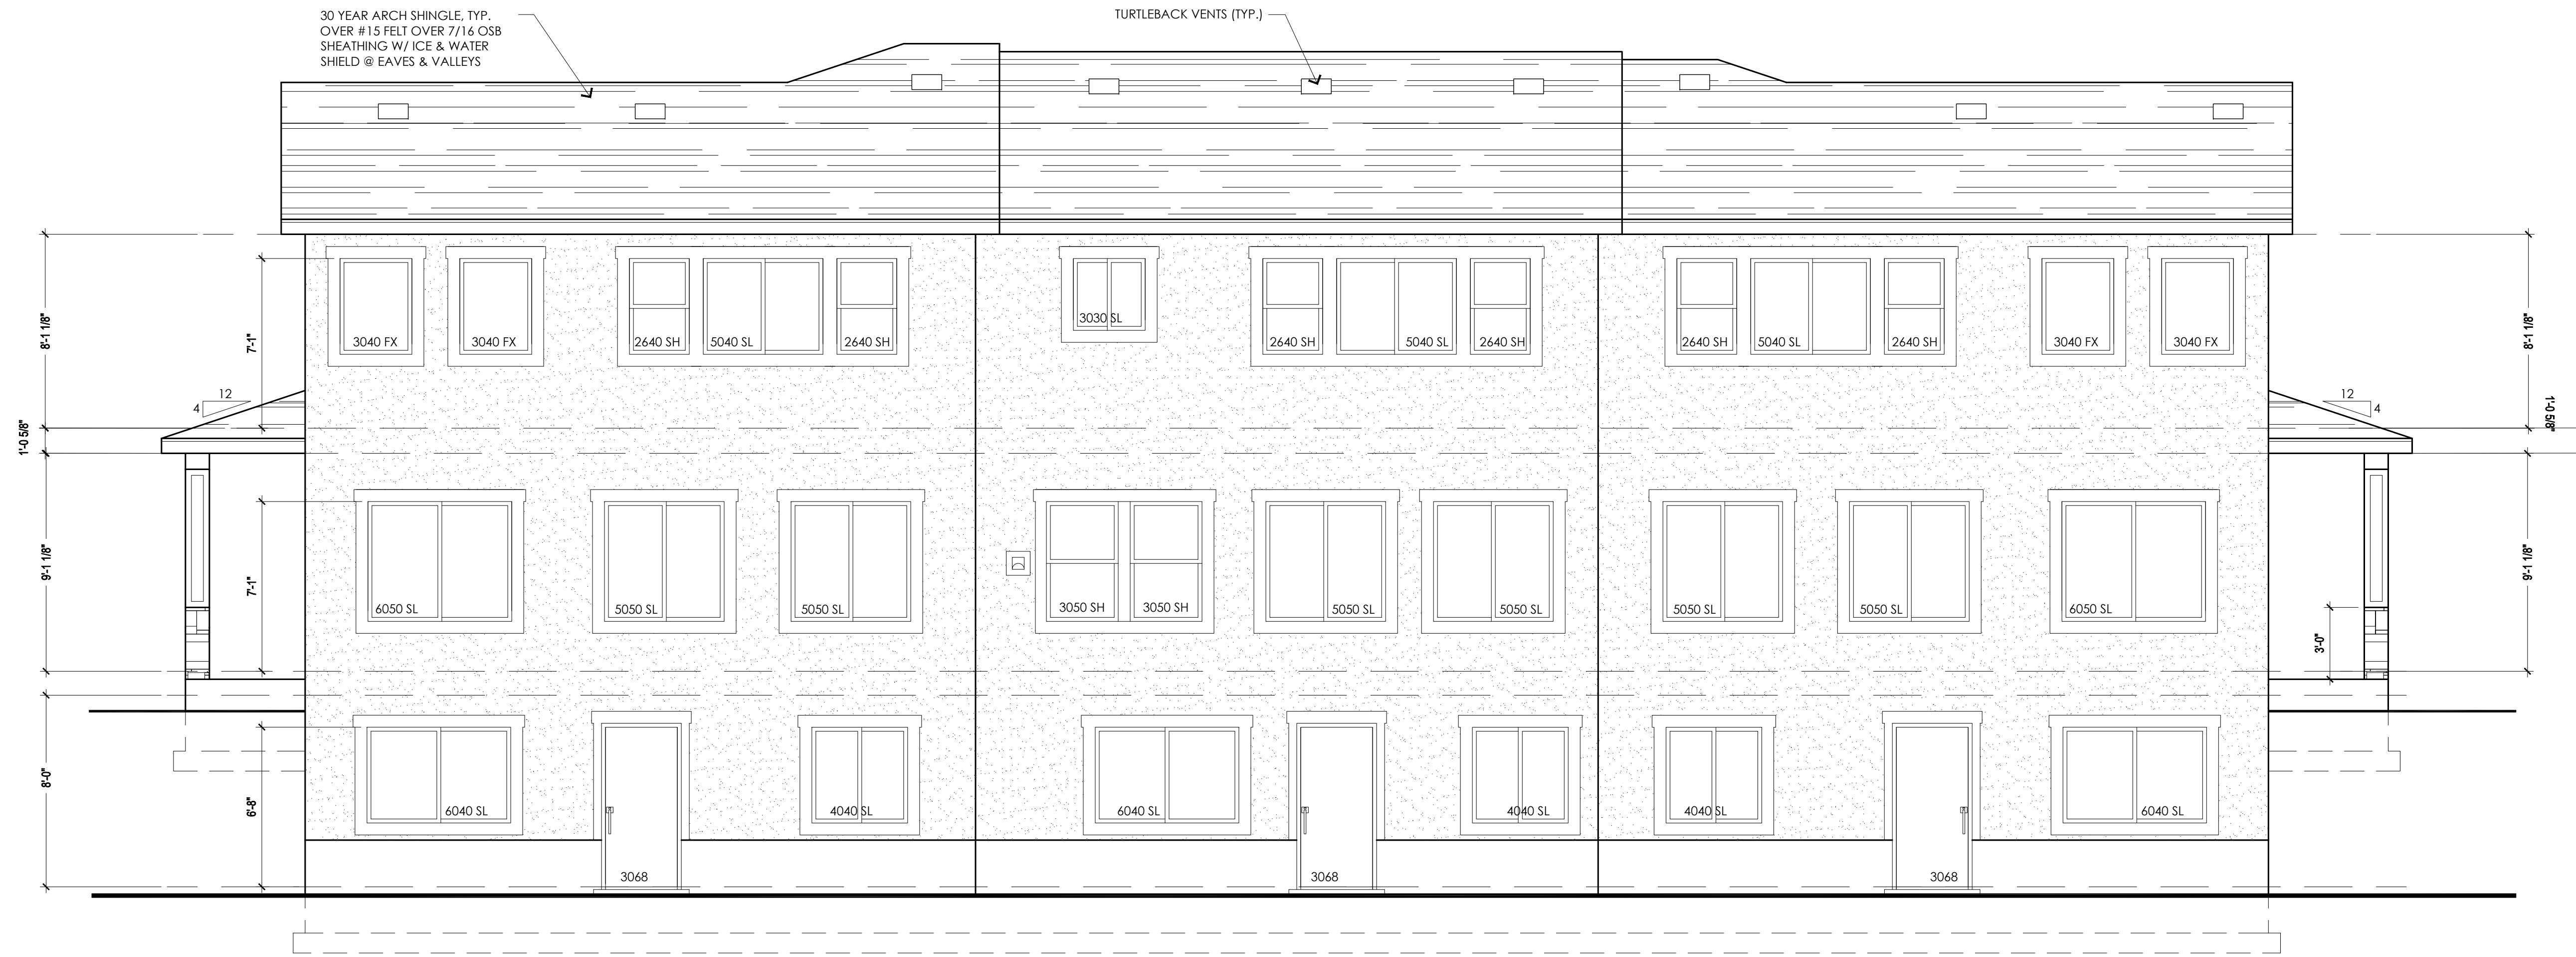 30 YEAR ARCH SHINGLE, TYP.
OVER #15 FELT OVER 7/16 OSB
SHEATHING W/ ICE & WATER
SHIELD @ EAVES & VALLEYS
TURTLEBACK VENTS (TYP.)
8'-1 1/8"
7'-1"
3040 FX
3040 FX
2640 SH
5040 SL
2640 SH
3030 SL
2640 SH
5040 SL
2640 SH
2640 SH
5040 SL
2640 SH
3040 FX
3040 FX
8'-1 1/8"
12
4
12
4
1'-0 5/8"
1'-0 5/8"
9'-1 1/8"
7'-1"
6050 SL
5050 SL
5050 SL
3050 SH
3050 SH
5050 SL
5050 SL
5050 SL
5050 SL
6050 SL
3'-0"
9'-1 1/8"
8'-0"
6'-8"
6040 SL
4040 SL
6040 SL
4040 SL
4040 SL
6040 SL
3068
3068
3068